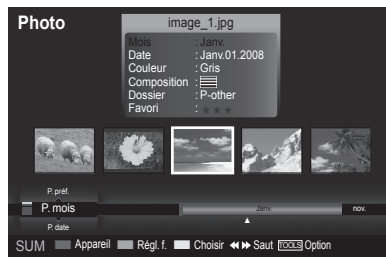 Photo
image_1.jpg
Mois : Janv.
Date : Janv.01.2008
Couleur : Gris
Composition :
Dossier : P-other
Favori : ★★★
P. préf.
P. mois
P. date
Janv.
nov.
SUM Appareil Régl. f. Choisir ◀◀ ▶▶ Saut TOOLS Option